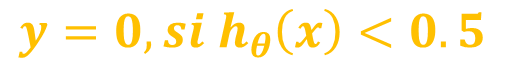 y = 0, si hθ(x) < 0.5